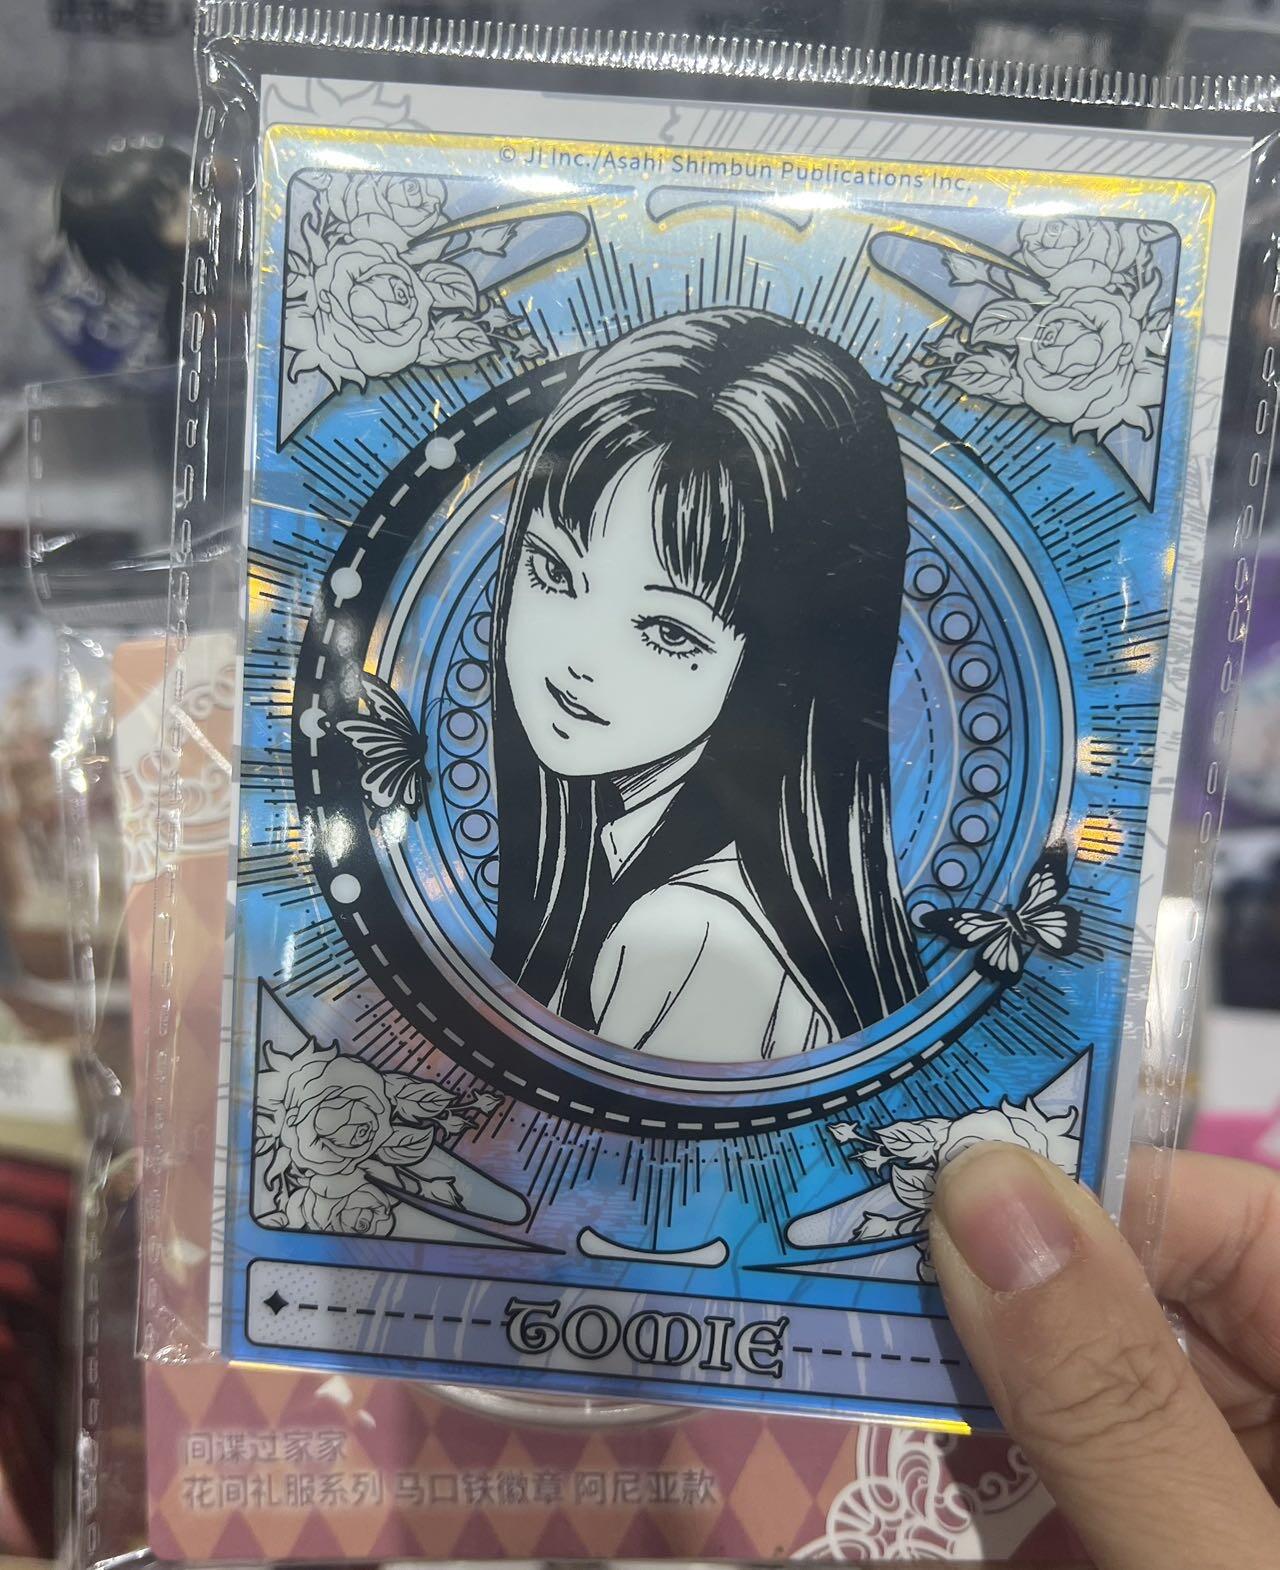 © JI Inc./Asahi Shimbun Publications Inc.
TOMIE
间谍过家家
花间礼服系列 马口铁徽章 阿尼亚款